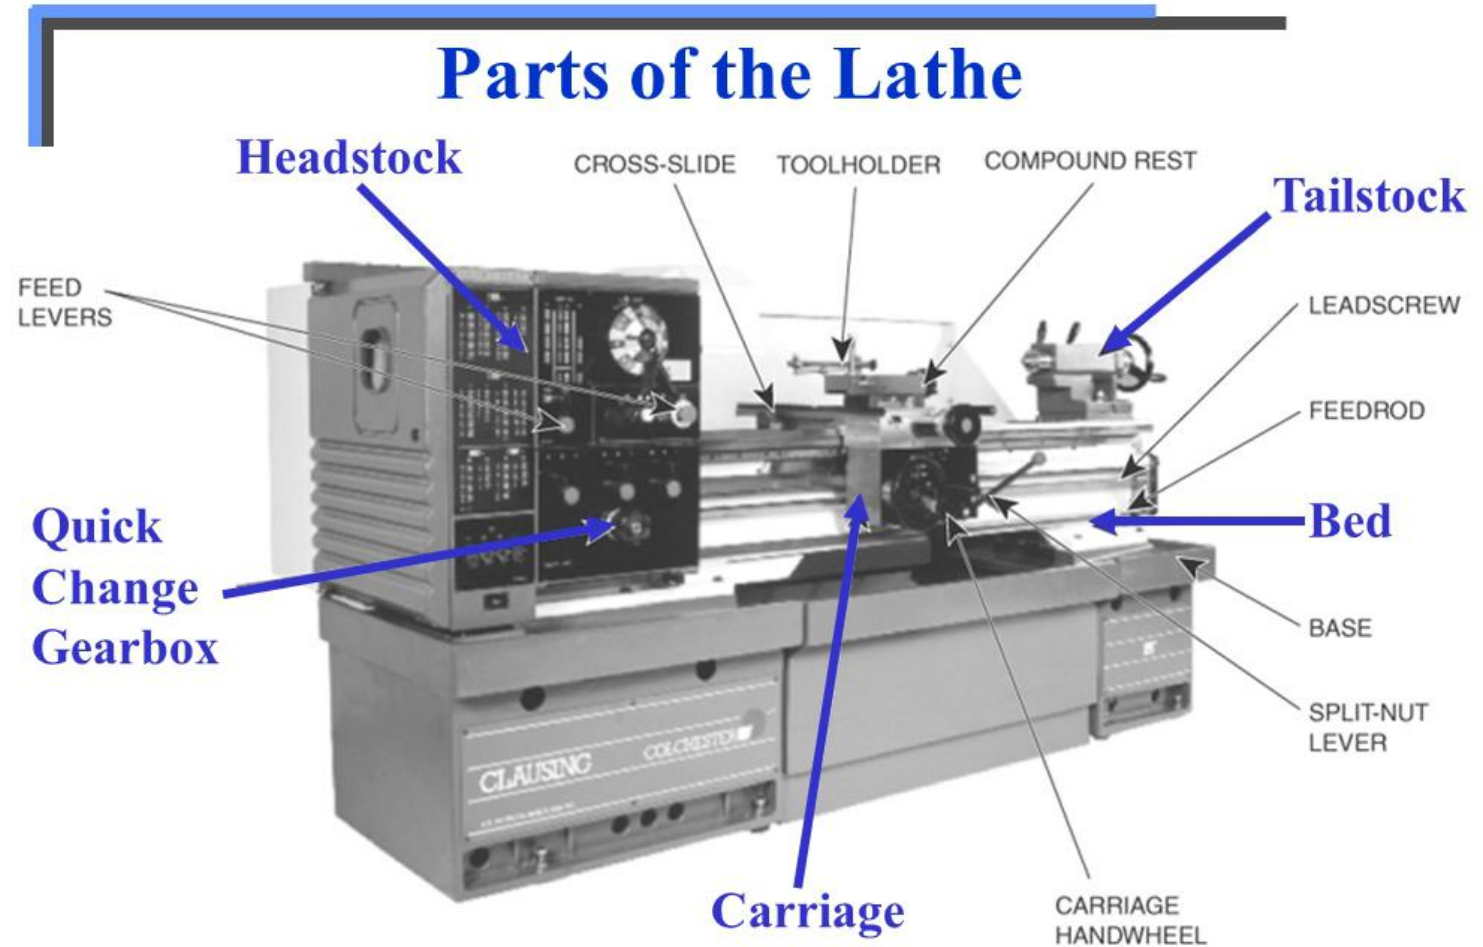 Parts of the Lathe
Headstock
CROSS-SLIDE
TOOLHOLDER
COMPOUND REST
Tailstock
FEED
LEVERS
LEADSCREW
FEEDROD
Quick
Change
Gearbox
Bed
BASE
SPLIT-NUT
LEVER
CLAUSING
COLCHESTER
Carriage
CARRIAGE
HANDWHEEL